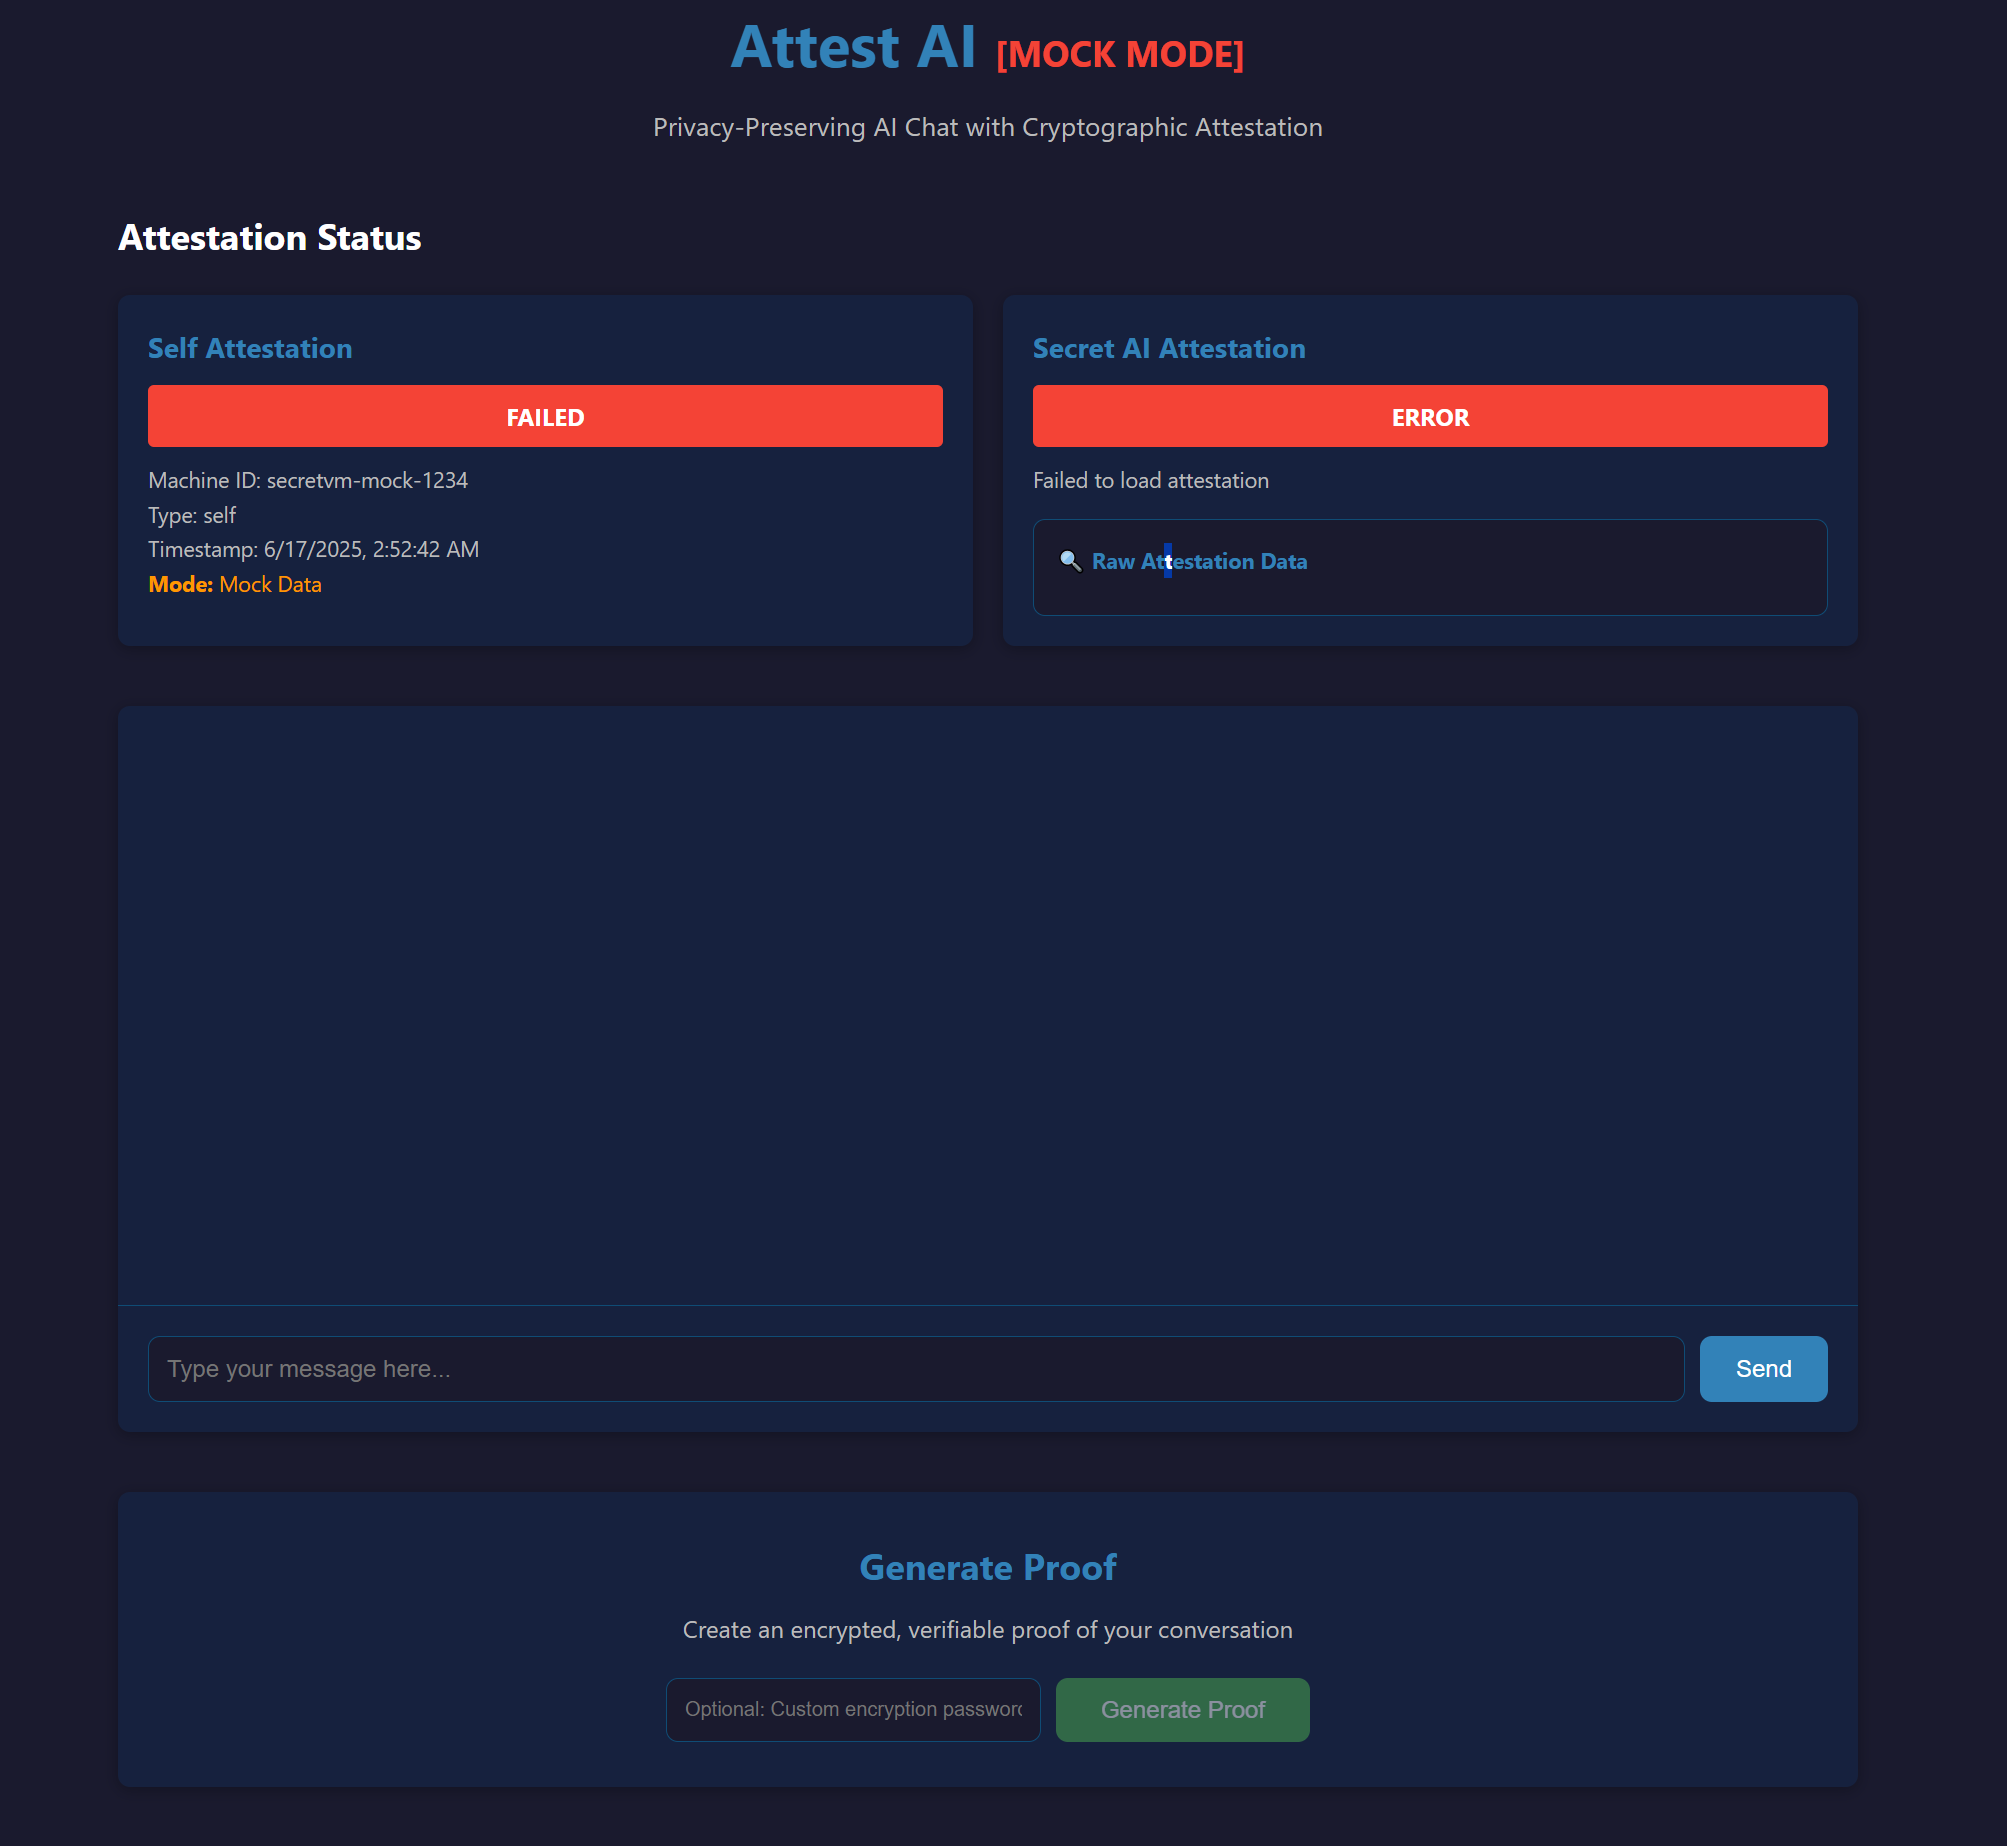 Attest AI [MOCK MODE]
Privacy-Preserving AI Chat with Cryptographic Attestation
Attestation Status
Self Attestation
FAILED
Machine ID: secretvm-mock-1234
Type: self
Timestamp: 6/17/2025, 2:52:42 AM
Mode: Mock Data
Secret AI Attestation
ERROR
Failed to load attestation
🔍 Raw Attestation Data
Type your message here...
Send
Generate Proof
Create an encrypted, verifiable proof of your conversation
Optional: Custom encryption password
Generate Proof